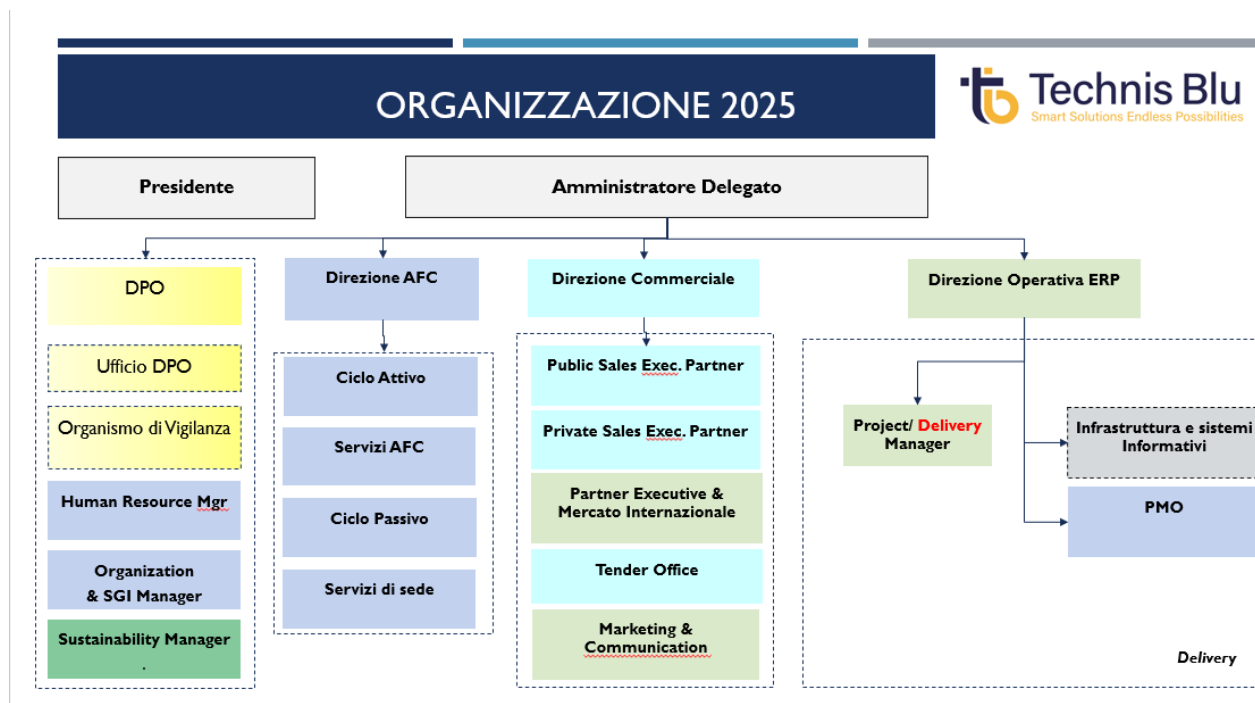 ORGANIZZAZIONE 2025
Technis Blu
Smart Solutions Endless Possibilities
Presidente
Amministratore Delegato
DPO
Ufficio DPO
Organismo di Vigilanza
Human Resource Mgr
Organization
& SGI Manager
Sustainability Manager
.
Direzione AFC
Ciclo Attivo
Servizi AFC
Ciclo Passivo
Servizi di sede
Direzione Commerciale
Public Sales Exec. Partner
Private Sales Exec. Partner
Partner Executive &
Mercato Internazionale
Tender Office
Marketing &
Communication
Direzione Operativa ERP
Project/ Delivery
Manager
Infrastruttura e sistemi
Informativi
PMO
Delivery